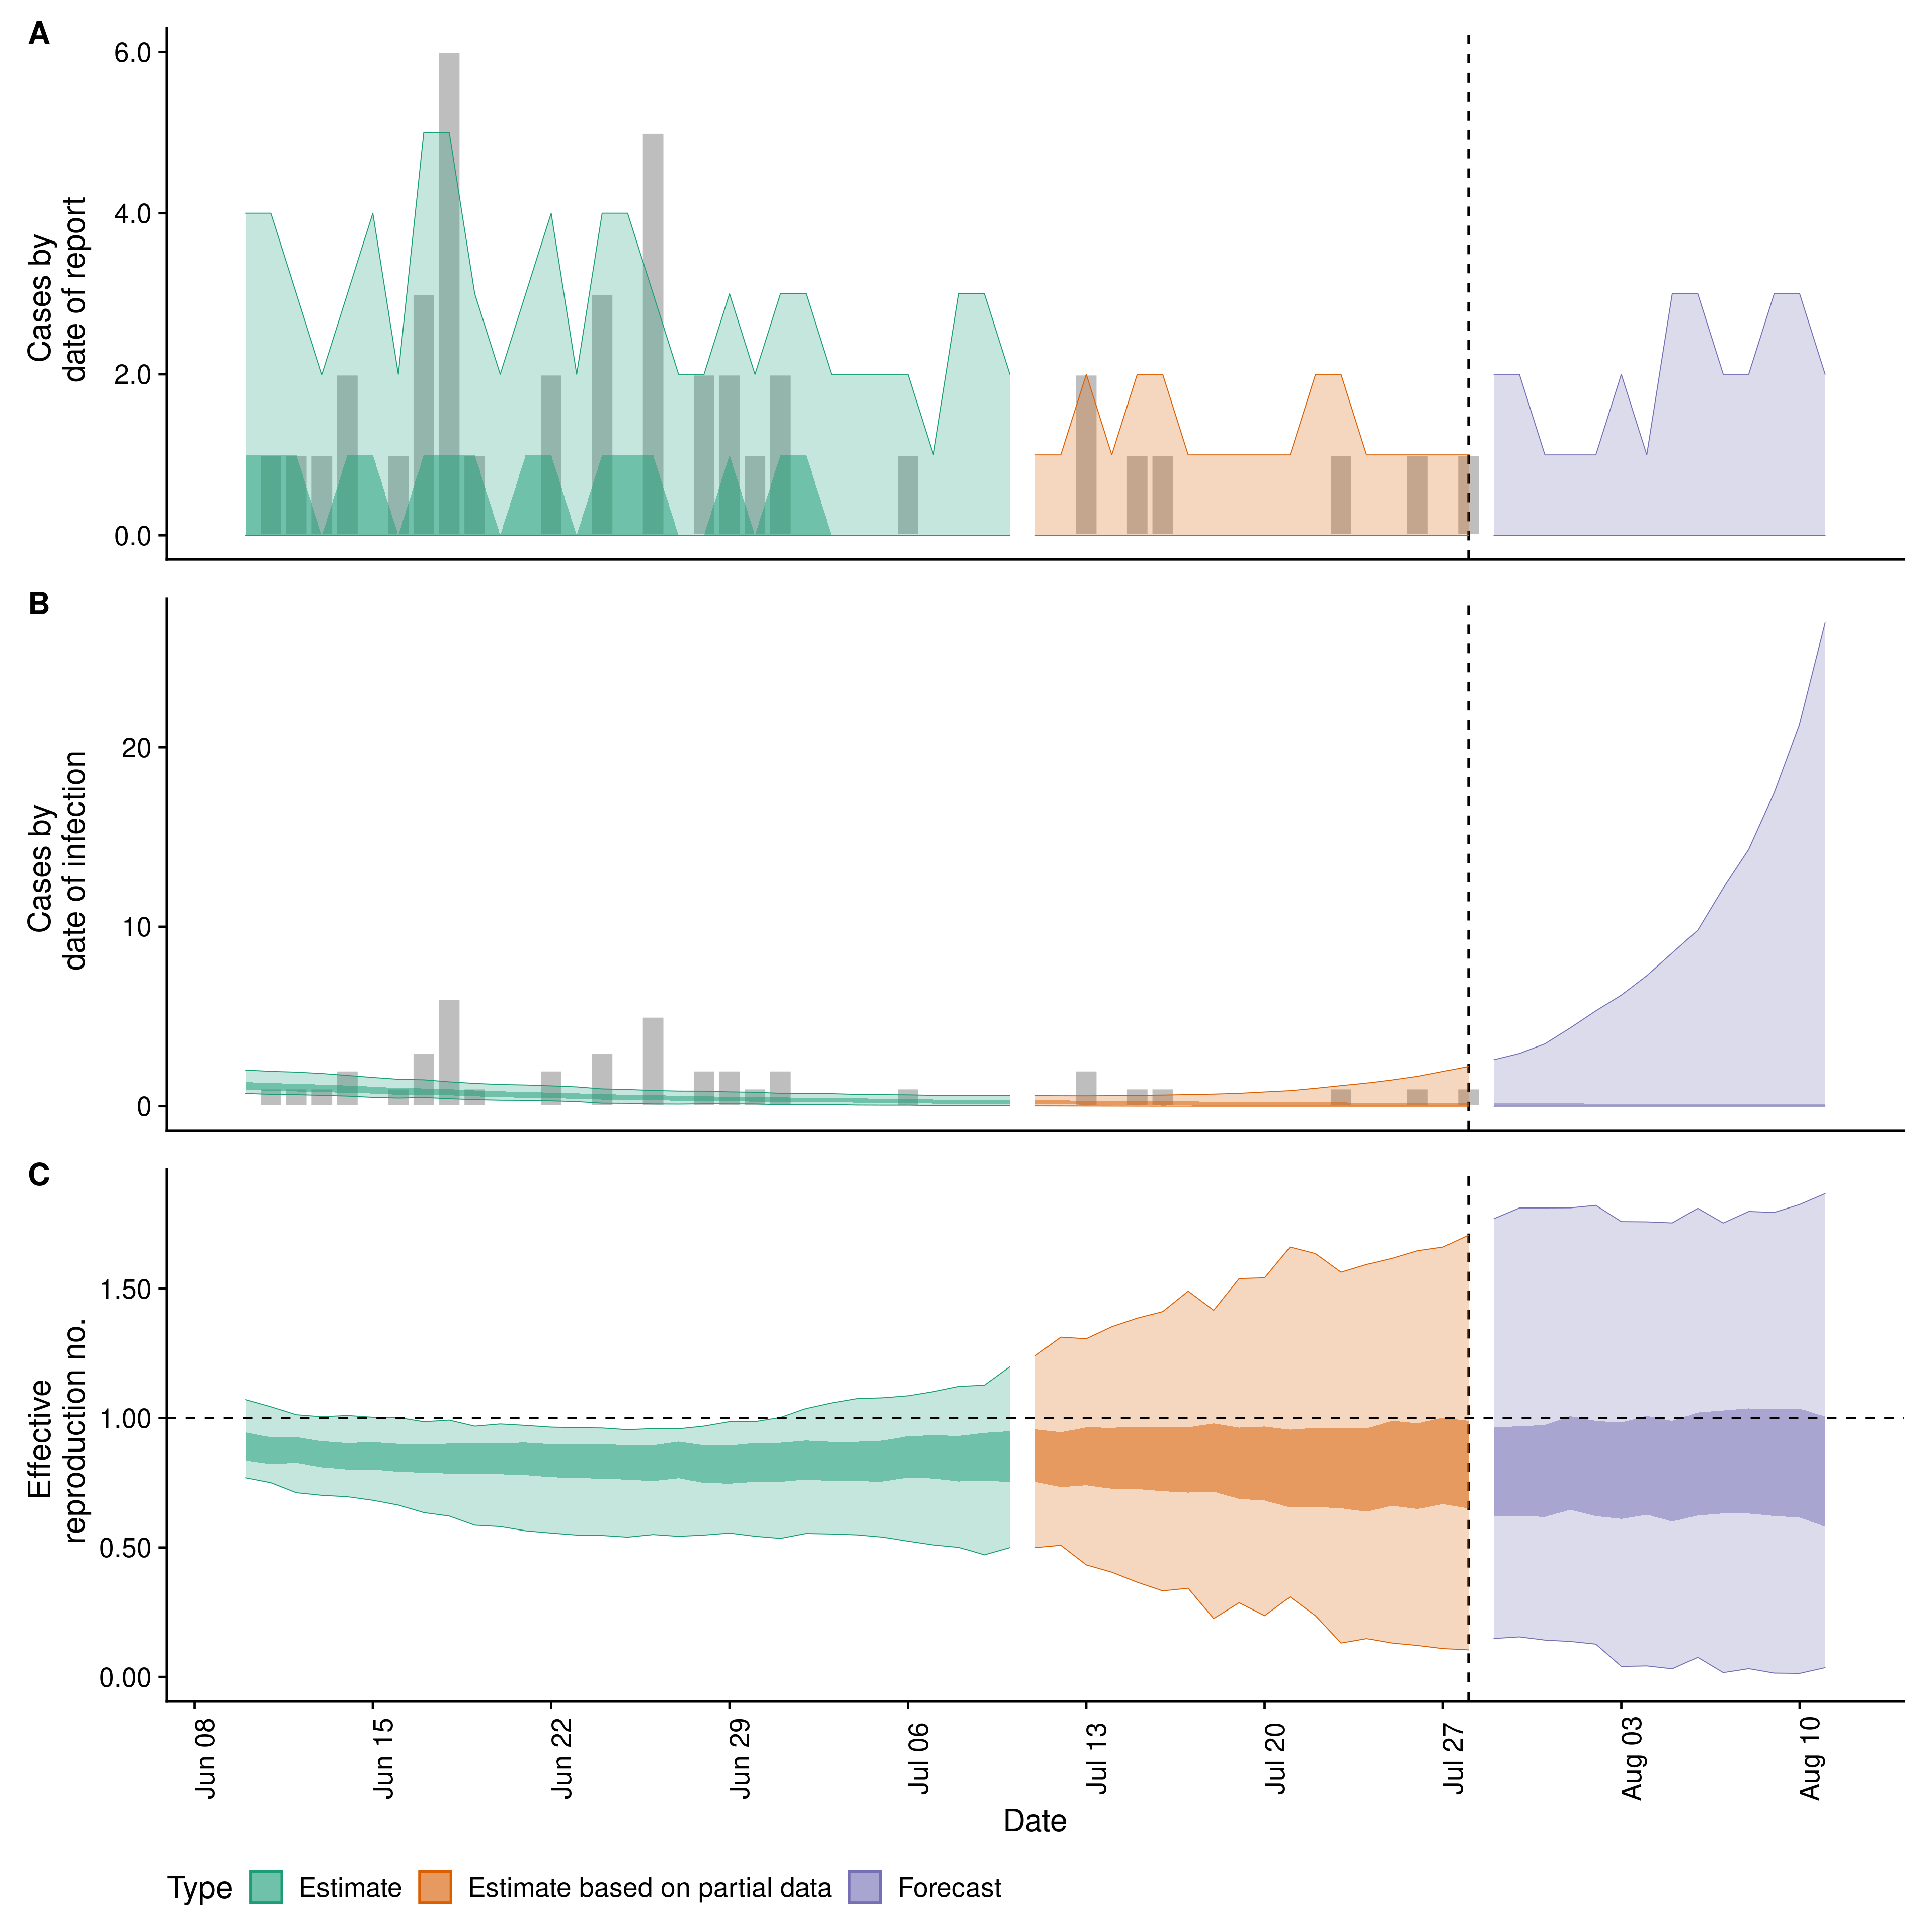 A
6.0
4.0
2.0
0.0
Cases by
date of report
B
20
10
0
Cases by
date of infection
C
1.50
1.00
0.50
0.00
Effective
reproduction no.
Jun 08
Jun 15
Jun 22
Jun 29
Jul 06
Jul 13
Jul 20
Jul 27
Aug 03
Aug 10
Date
Type Estimate Estimate based on partial data Forecast